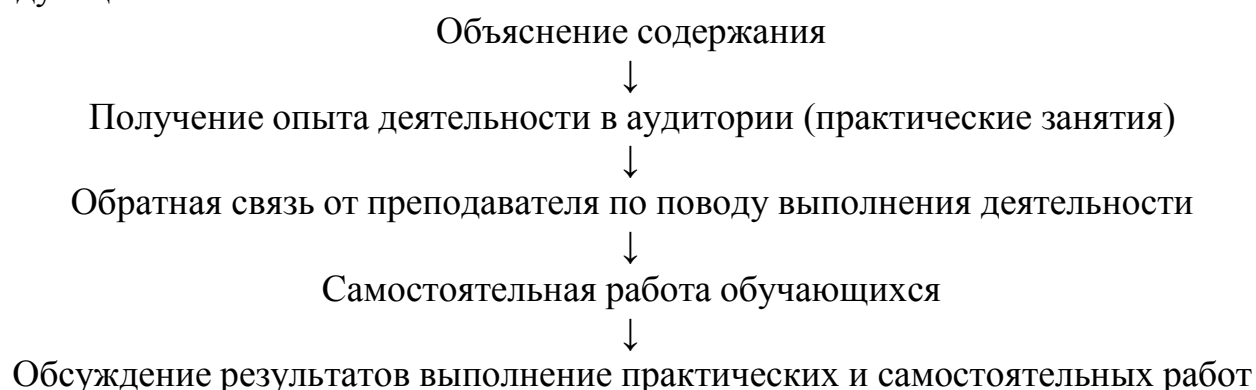 Объяснение содержания
↓
Получение опыта деятельности в аудитории (практические занятия)
↓
Обратная связь от преподавателя по поводу выполнения деятельности
↓
Самостоятельная работа обучающихся
↓
Обсуждение результатов выполнение практических и самостоятельных работ